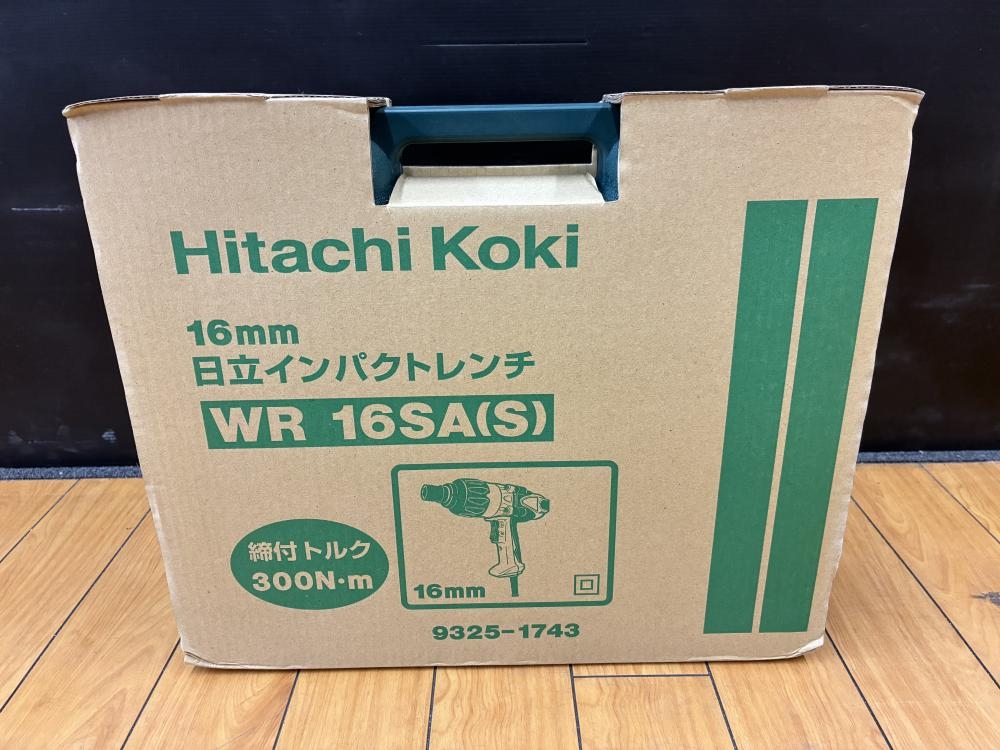 Hitachi Koki
16mm
日立インパクトレンチ
WR 16SA(S)
締付トルク
300N·m
16mm
9325-1743